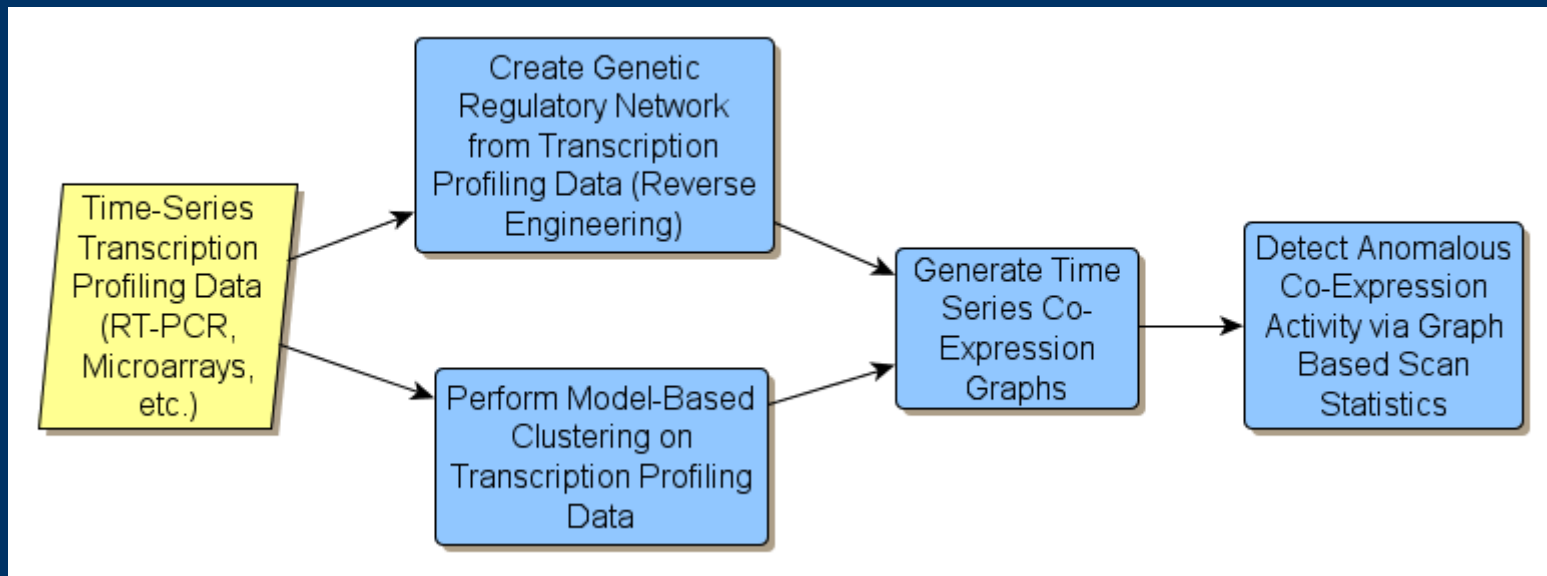 Time-Series
Transcription
Profiling Data
(RT-PCR,
Microarrays,
etc.)
Create Genetic
Regulatory Network
from Transcription
Profiling Data (Reverse
Engineering)
Perform Model-Based
Clustering on
Transcription Profiling
Data
Generate Time
Series Co-
Expression
Graphs
Detect Anomalous
Co-Expression
Activity via Graph
Based Scan
Statistics